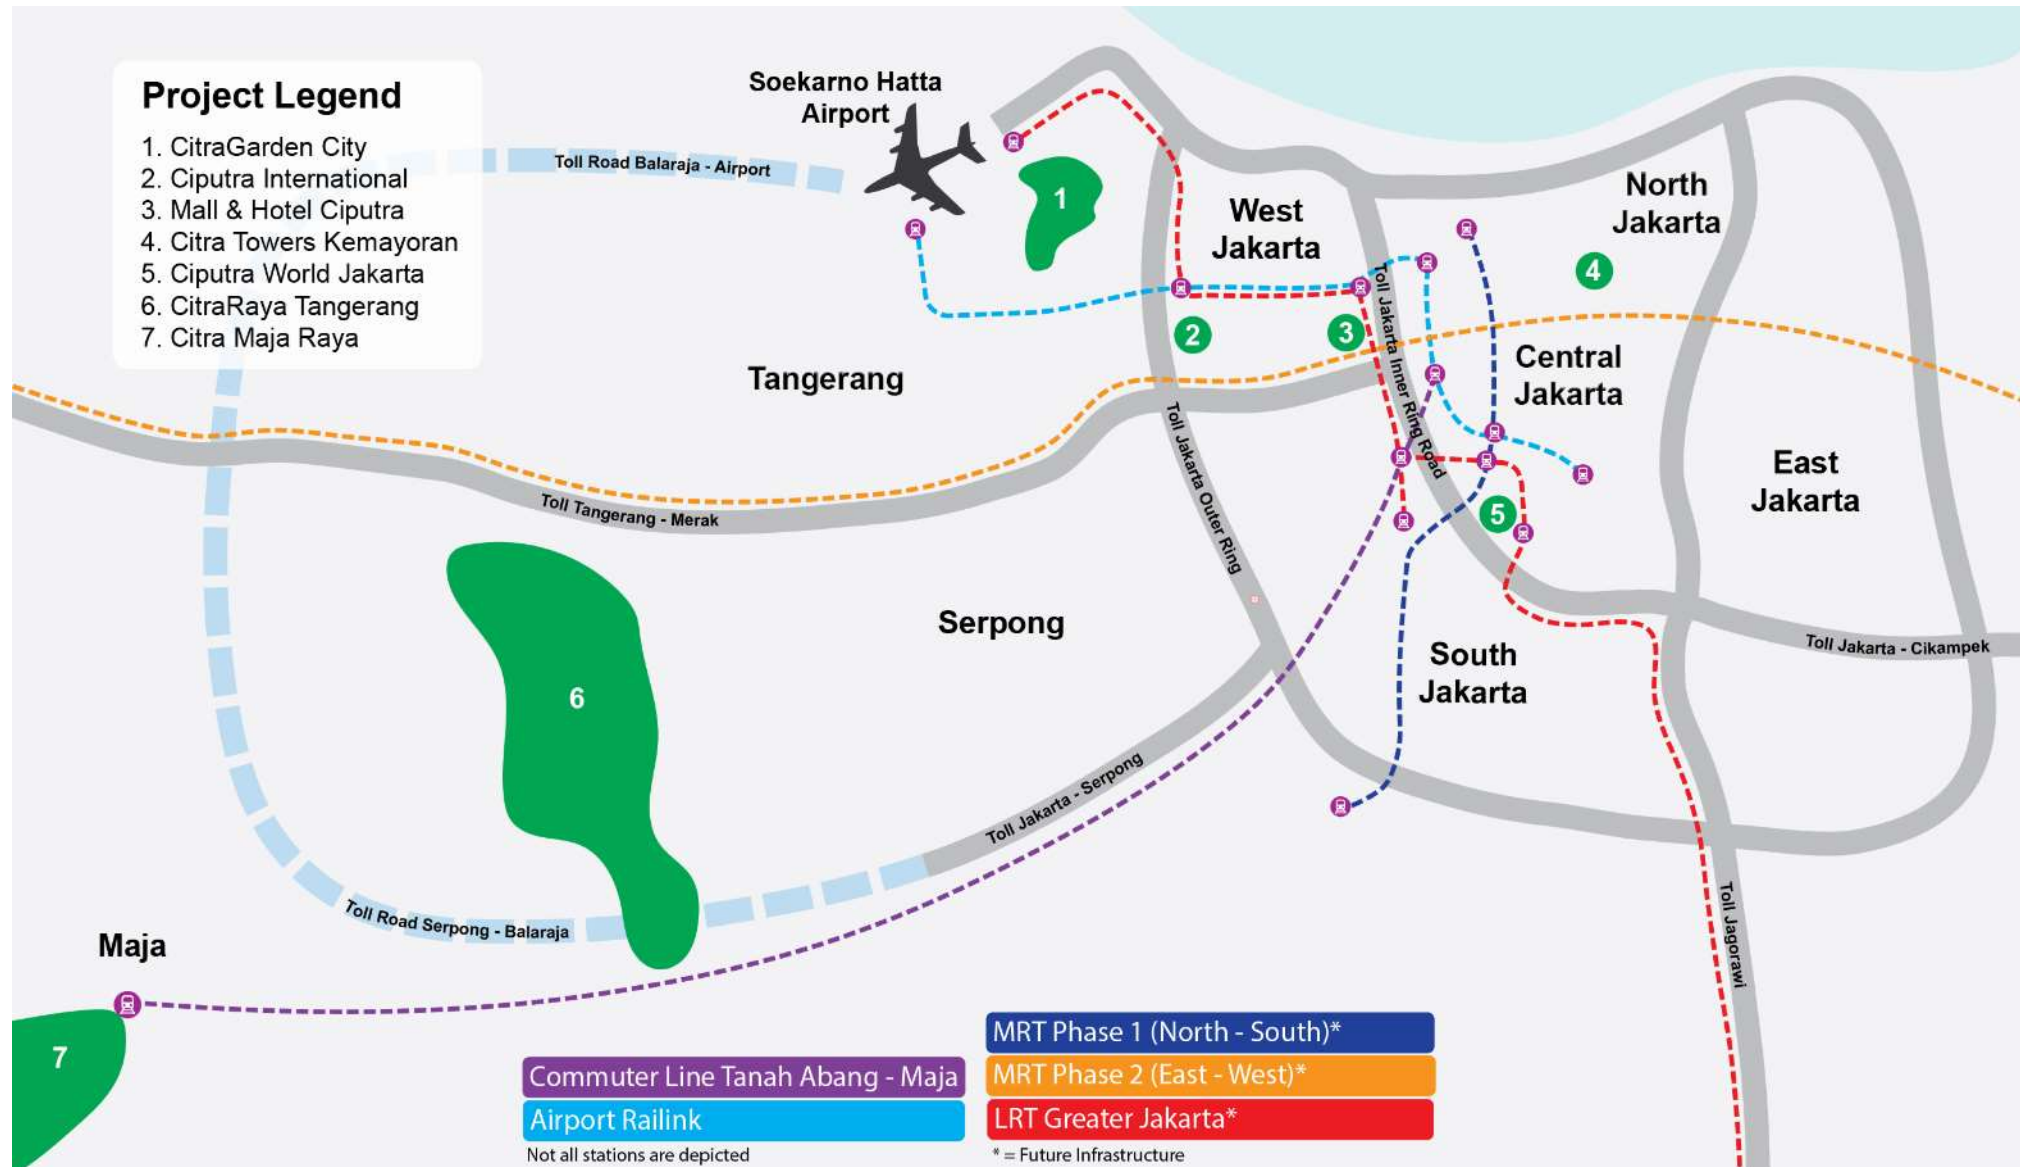 Project Legend
1. CitraGarden City
2. Ciputra International
3. Mall & Hotel Ciputra
4. Citra Towers Kemayoran
5. Ciputra World Jakarta
6. CitraRaya Tangerang
7. Citra Maja Raya
Soekarno Hatta
Airport
Toll Road Balaraja - Airport
1
West
Jakarta
North
Jakarta
4
2
3
Toll Jakarta Inner Ring Road
Central
Jakarta
Tangerang
Toll Jakarta Outer Ring
East
Jakarta
5
Toll Tangerang - Merak
Serpong
South
Jakarta
Toll Jakarta - Cikampek
6
Toll Jakarta - Serpong
Toll Road Serpong - Balaraja
Toll Jagorawi
Maja
7
Commuter Line Tanah Abang - Maja
Airport Railink
Not all stations are depicted
MRT Phase 1 (North - South)*
MRT Phase 2 (East - West)*
LRT Greater Jakarta*
* = Future Infrastructure